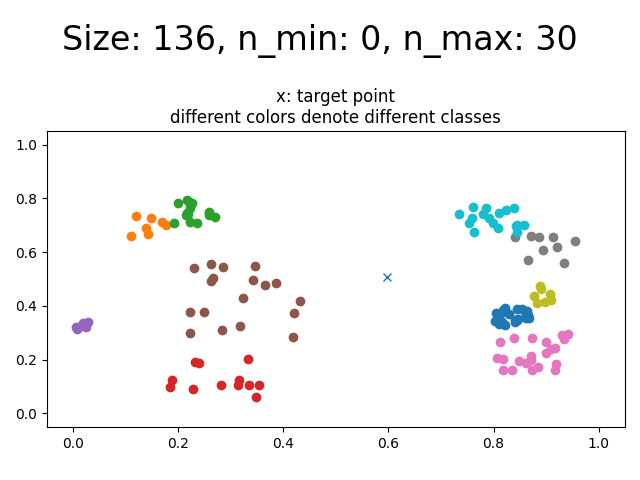 Size: 136, n_min: 0, n_max: 30
x: target point
different colors denote different classes
1.0
0.8
0.6
0.4
0.2
0.0
0.0 0.2 0.4 0.6 0.8 1.0